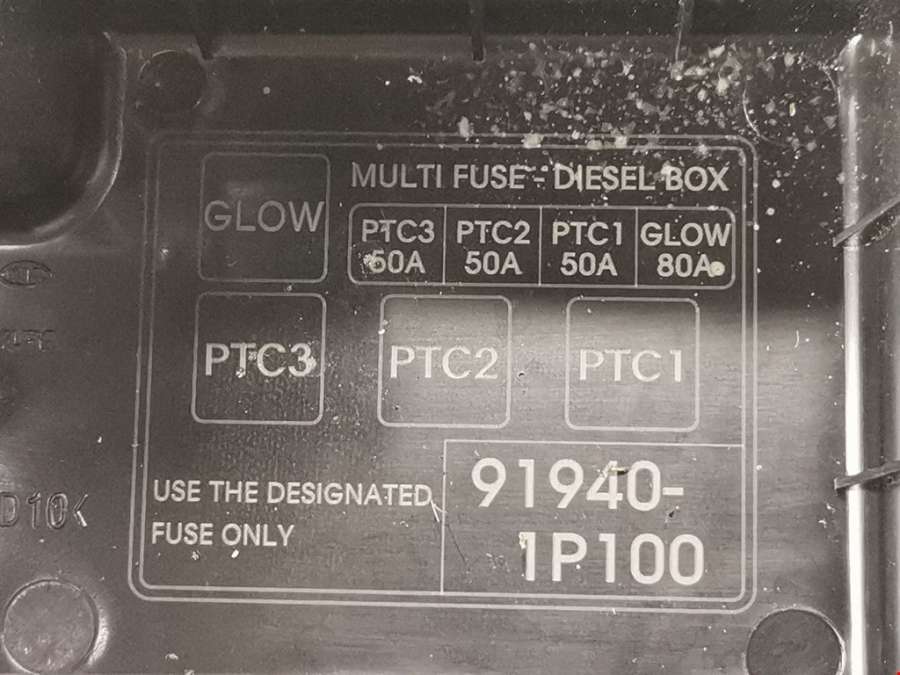 GLOW
MULTI FUSE - DIESEL BOX
PTC3 PTC2 PTC1 GLOW
50A 50A 50A 80A
PTC3 PTC2 PTC1
USE THE DESIGNATED
FUSE ONLY
91940-
1P100
D10<